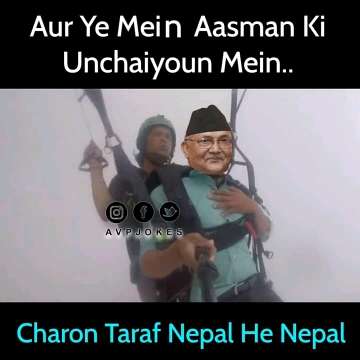 Aur Ye Mein Aasman Ki
Unchaiyoun Mein..
AVPJOKES
Charon Taraf Nepal He Nepal